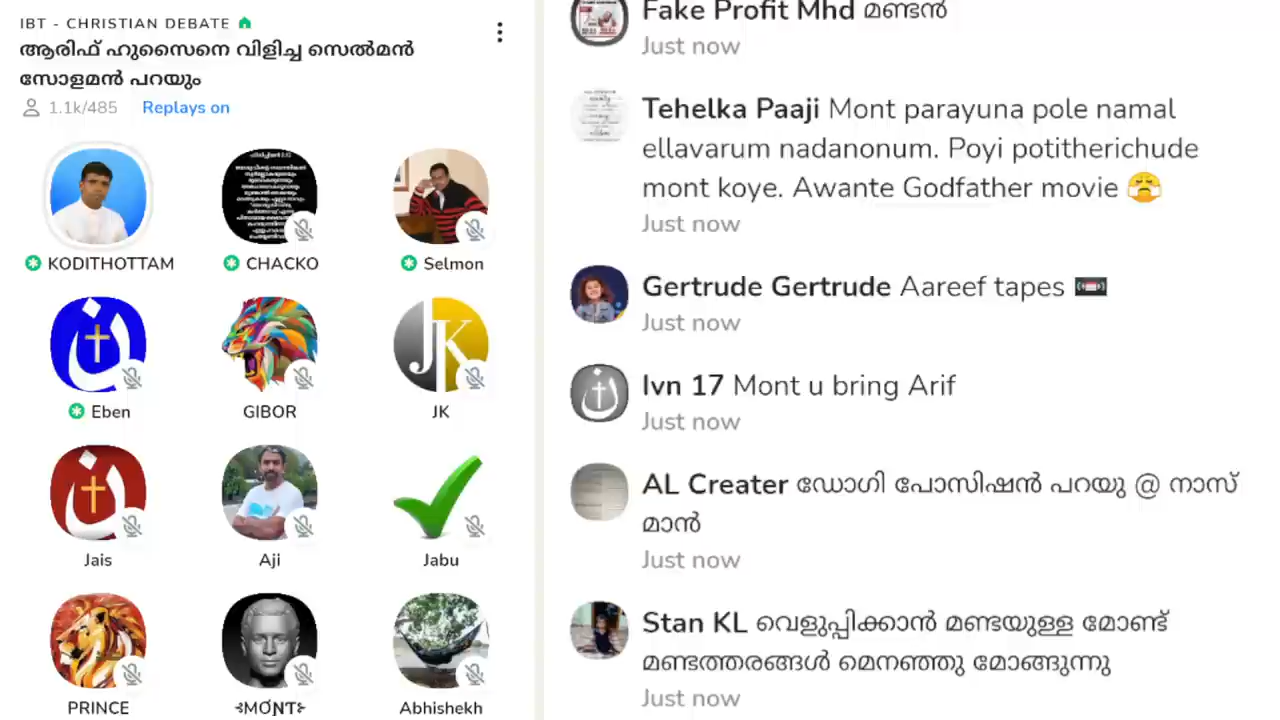 IBT - CHRISTIAN DEBATE
ആരിഫ് ഹുസൈനെ വിളിച്ച സെൽമൻ
സോളമൻ പറയും
1.1k/485 Replays on
KODITHOTTAM CHACKO Selmon
Eben GIBOR JK
Jais Aji Jabu
PRINCE ⊰MO'NT⊱ Abhishekh
Fake Profit Mhd മണ്ടൻ
Just now
Tehelka Paaji Mont parayuna pole namal
ellavarum nadanonum. Poyi potitherichude
mont koye. Awante Godfather movie 😤
Just now
Gertrude Gertrude Aareef tapes 📼
Just now
Ivn 17 Mont u bring Arif
Just now
AL Creater ഡോഗി പോസിഷൻ പറയു @ നാസ്
മാൻ
Just now
Stan KL വെളുപ്പിക്കാൻ മണ്ടയുള്ള മോണ്ട്
മണ്ടത്തരങ്ങൾ മെനഞ്ഞു മോങ്ങുന്നു
Just now